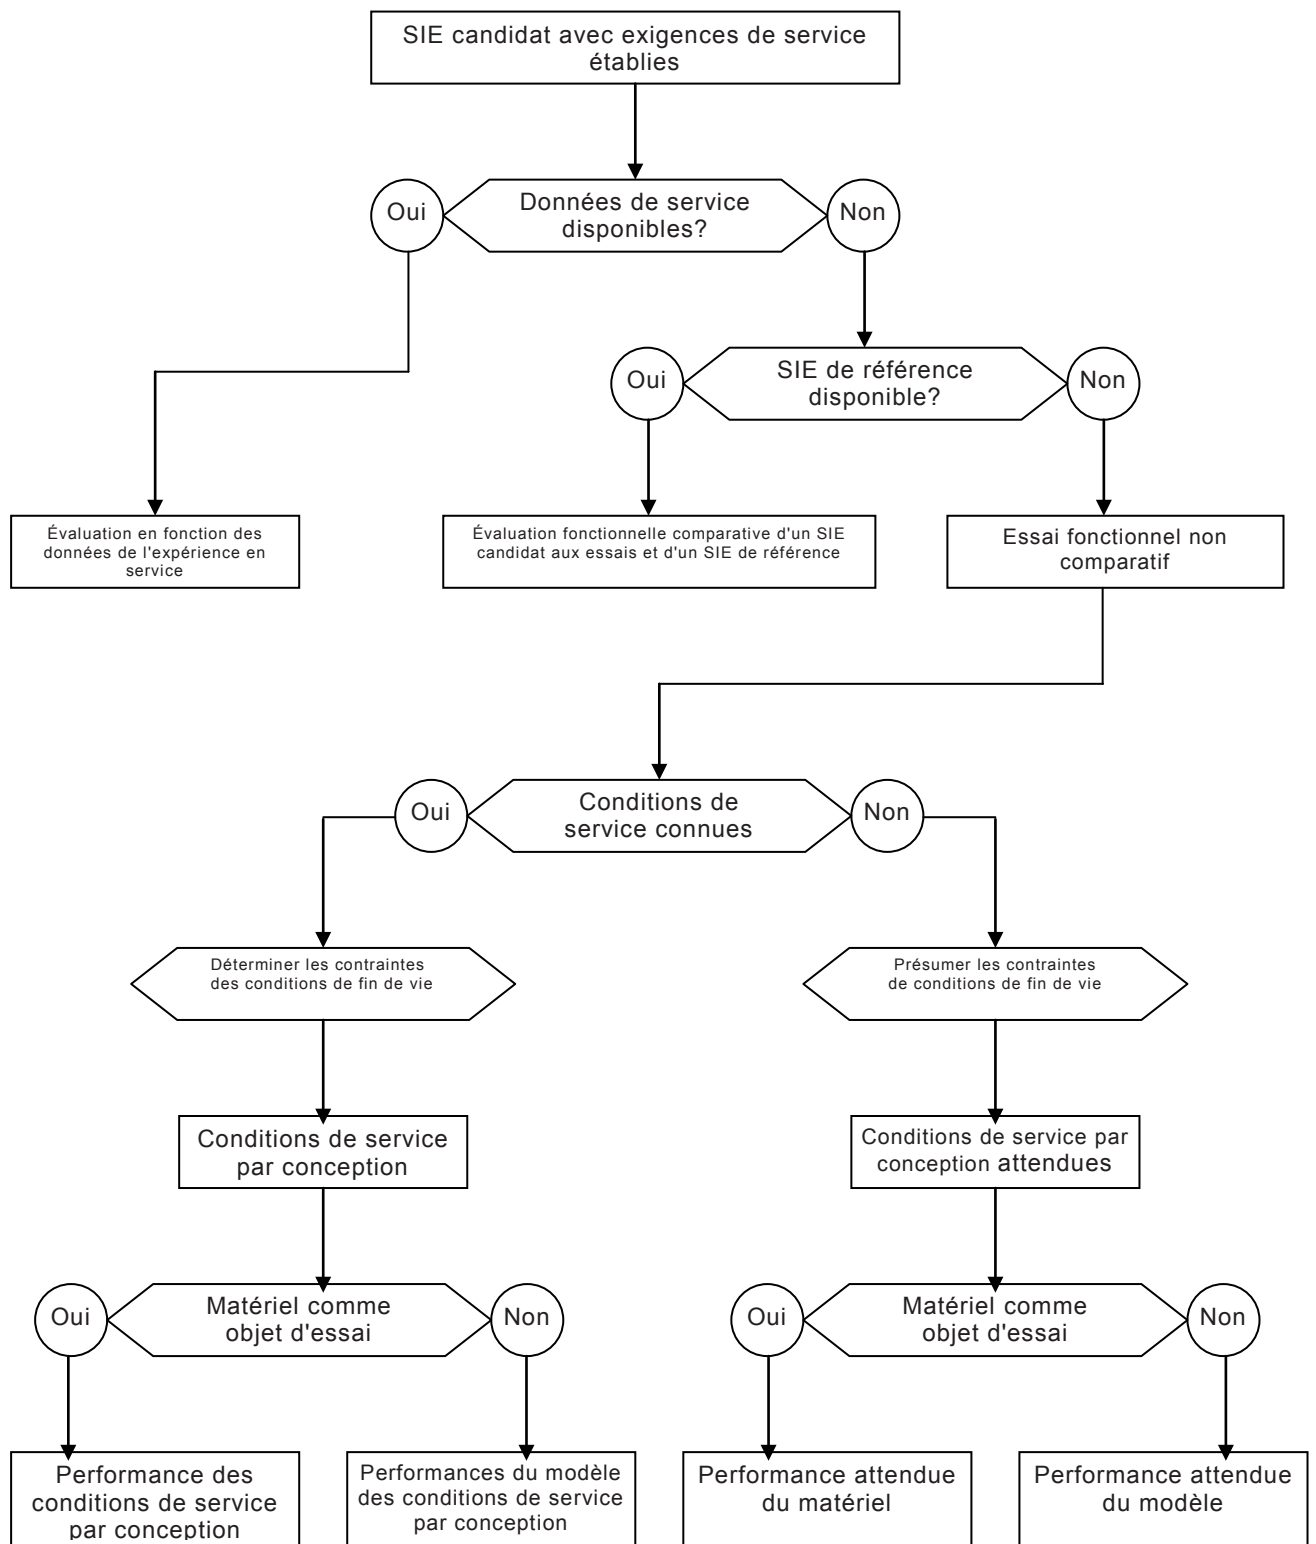 SIE candidat avec exigences de service
établies
Oui
Données de service
disponibles?
Non
Oui
SIE de référence
disponible?
Non
Évaluation en fonction des
données de l'expérience en
service
Évaluation fonctionnelle comparative d'un SIE
candidat aux essais et d'un SIE de référence
Essai fonctionnel non
comparatif
Oui
Conditions de
service connues
Non
Déterminer les contraintes
des conditions de fin de vie
Présumer les contraintes
de conditions de fin de vie
Conditions de service
par conception
Conditions de service par
conception attendues
Oui
Matériel comme
objet d'essai
Non
Oui
Matériel comme
objet d'essai
Non
Performance des
conditions de service
par conception
Performances du modèle
des conditions de service
par conception
Performance attendue
du matériel
Performance attendue
du modèle